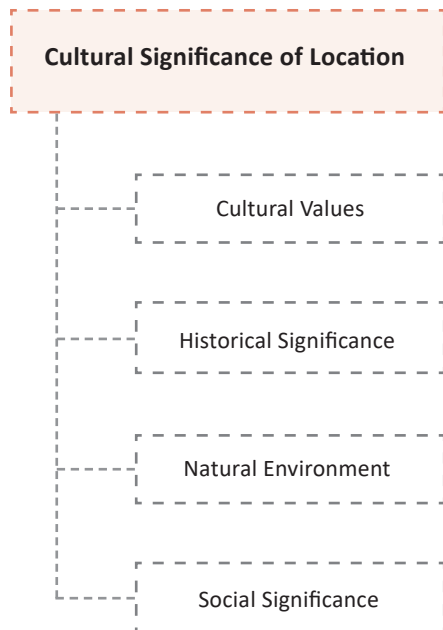 Cultural Significance of Location
Cultural Values
Historical Significance
Natural Environment
Social Significance